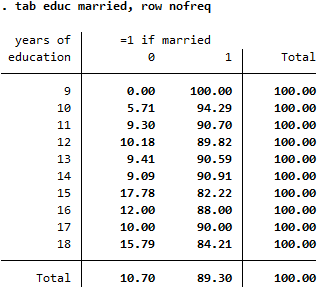 . tab educ married, row nofreq
years of =1 if married
education 0 1 Total
9 0.00 100.00 100.00
10 5.71 94.29 100.00
11 9.30 90.70 100.00
12 10.18 89.82 100.00
13 9.41 90.59 100.00
14 9.09 90.91 100.00
15 17.78 82.22 100.00
16 12.00 88.00 100.00
17 10.00 90.00 100.00
18 15.79 84.21 100.00
Total 10.70 89.30 100.00